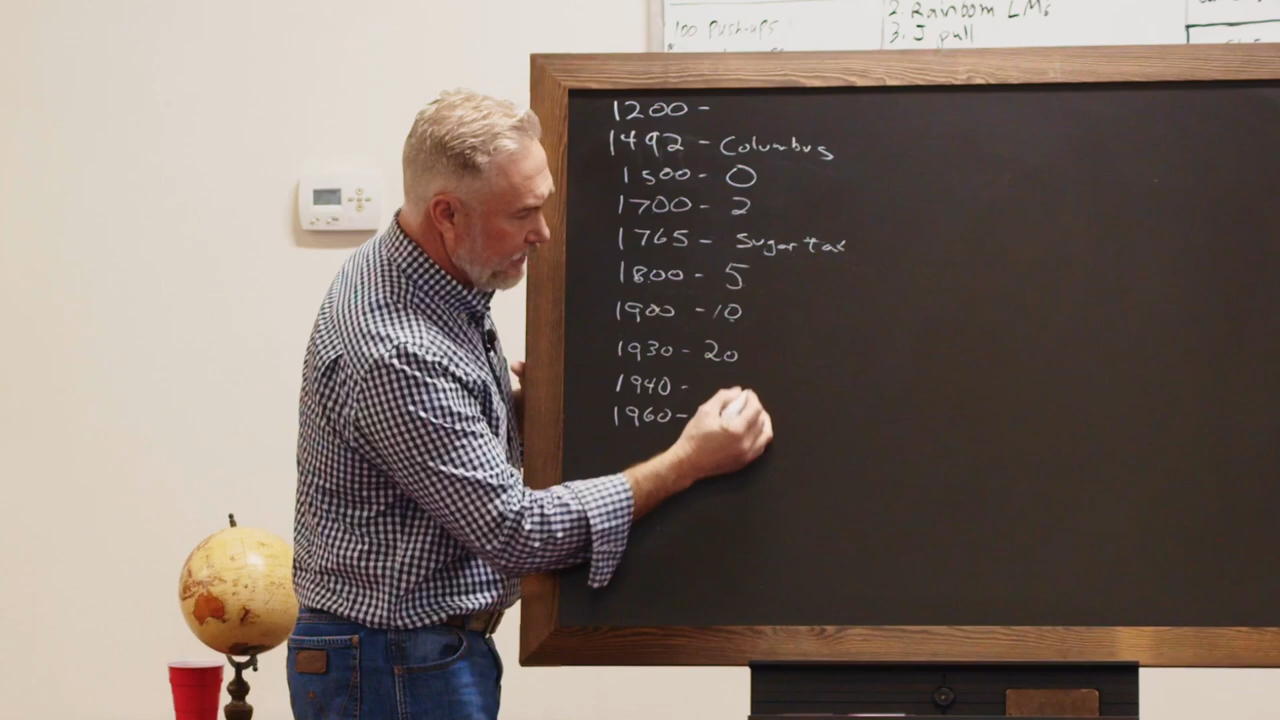 100 Push-ups
2. Rainbom LMs
3. J pull
1200 -
1492 - Columbus
1500 - 0
1700 - 2
1765 - Sugar tax
1800 - 5
1900 - 10
1930 - 20
1940 -
1960 -